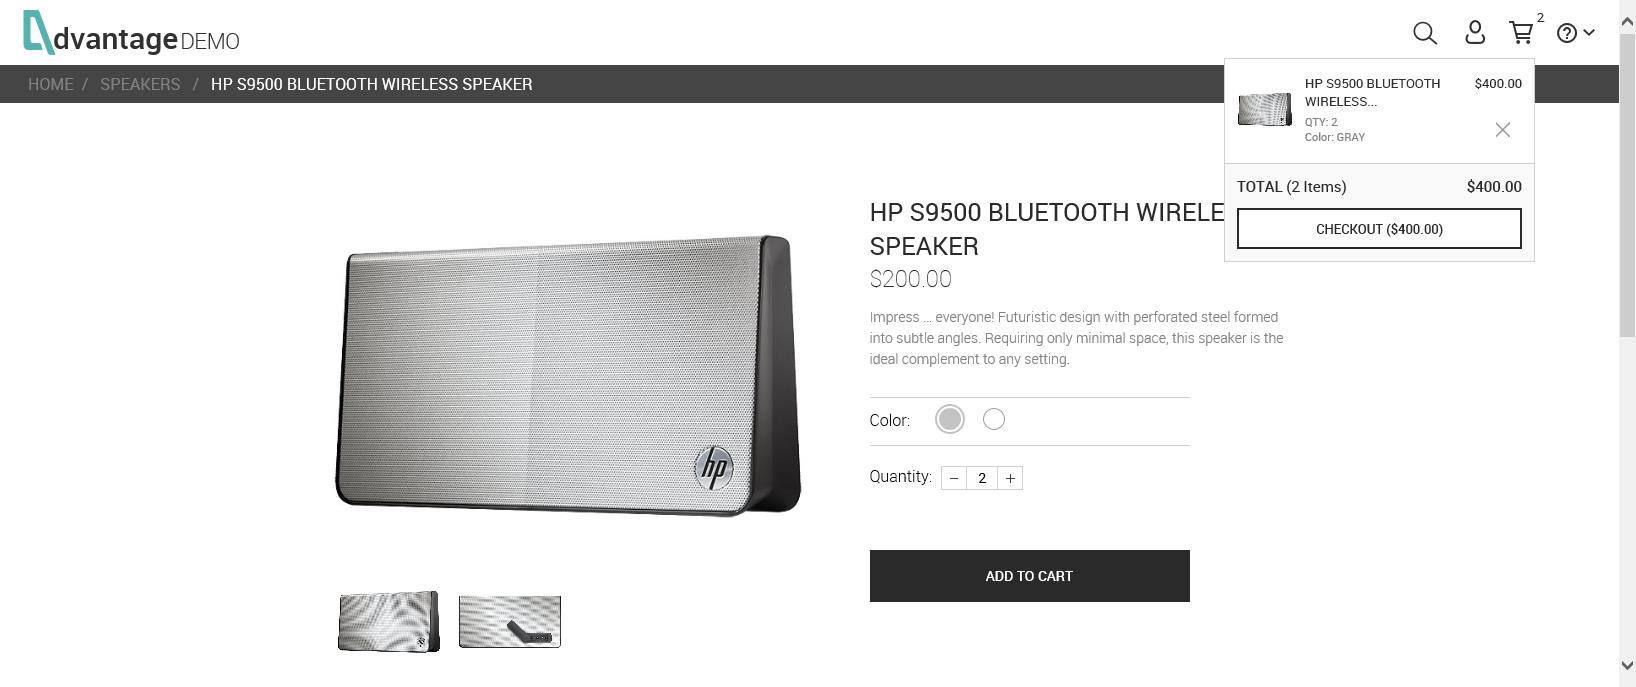 dvantage DEMO
2
HOME / SPEAKERS / HP S9500 BLUETOOTH WIRELESS SPEAKER
HP S9500 BLUETOOTH $400.00
WIRELESS...
QTY: 2
Color: GRAY
TOTAL (2 Items) $400.00
CHECKOUT ($400.00)
HP S9500 BLUETOOTH WIRELE
SPEAKER
$200.00
Impress ... everyone! Futuristic design with perforated steel formed
into subtle angles. Requiring only minimal space, this speaker is the
ideal complement to any setting.
Color:
Quantity: − 2 +
ADD TO CART
hp